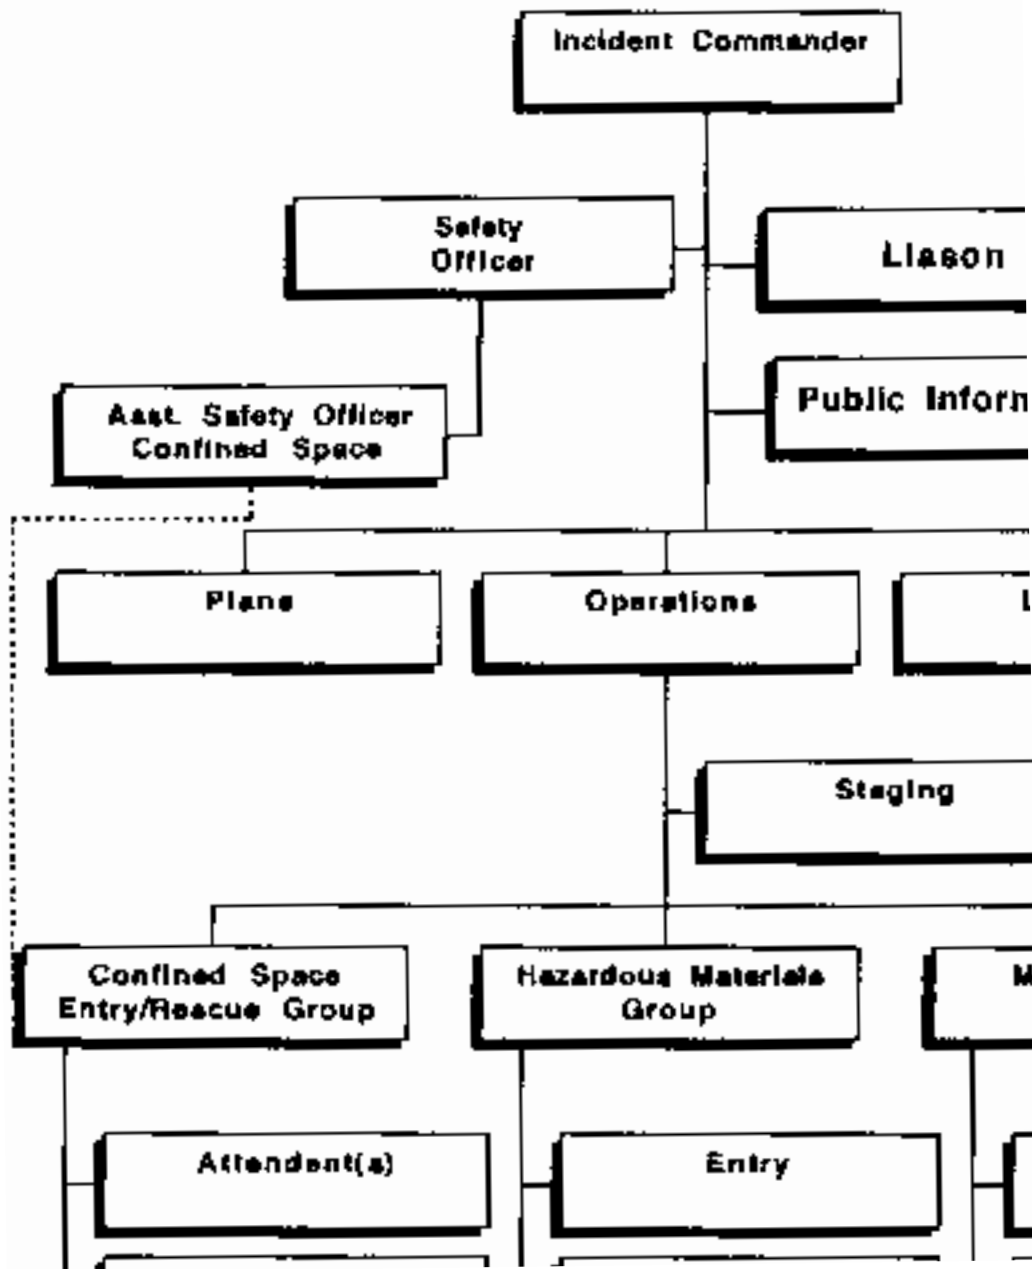 Incident Commander
Safety
Officer
Liason
Public Inform
Asst. Safety Officer
Confined Space
Plans
Operations
L
Staging
Confined Space
Entry/Rescue Group
Hazardous Materials
Group
M
Attendent(s)
Entry